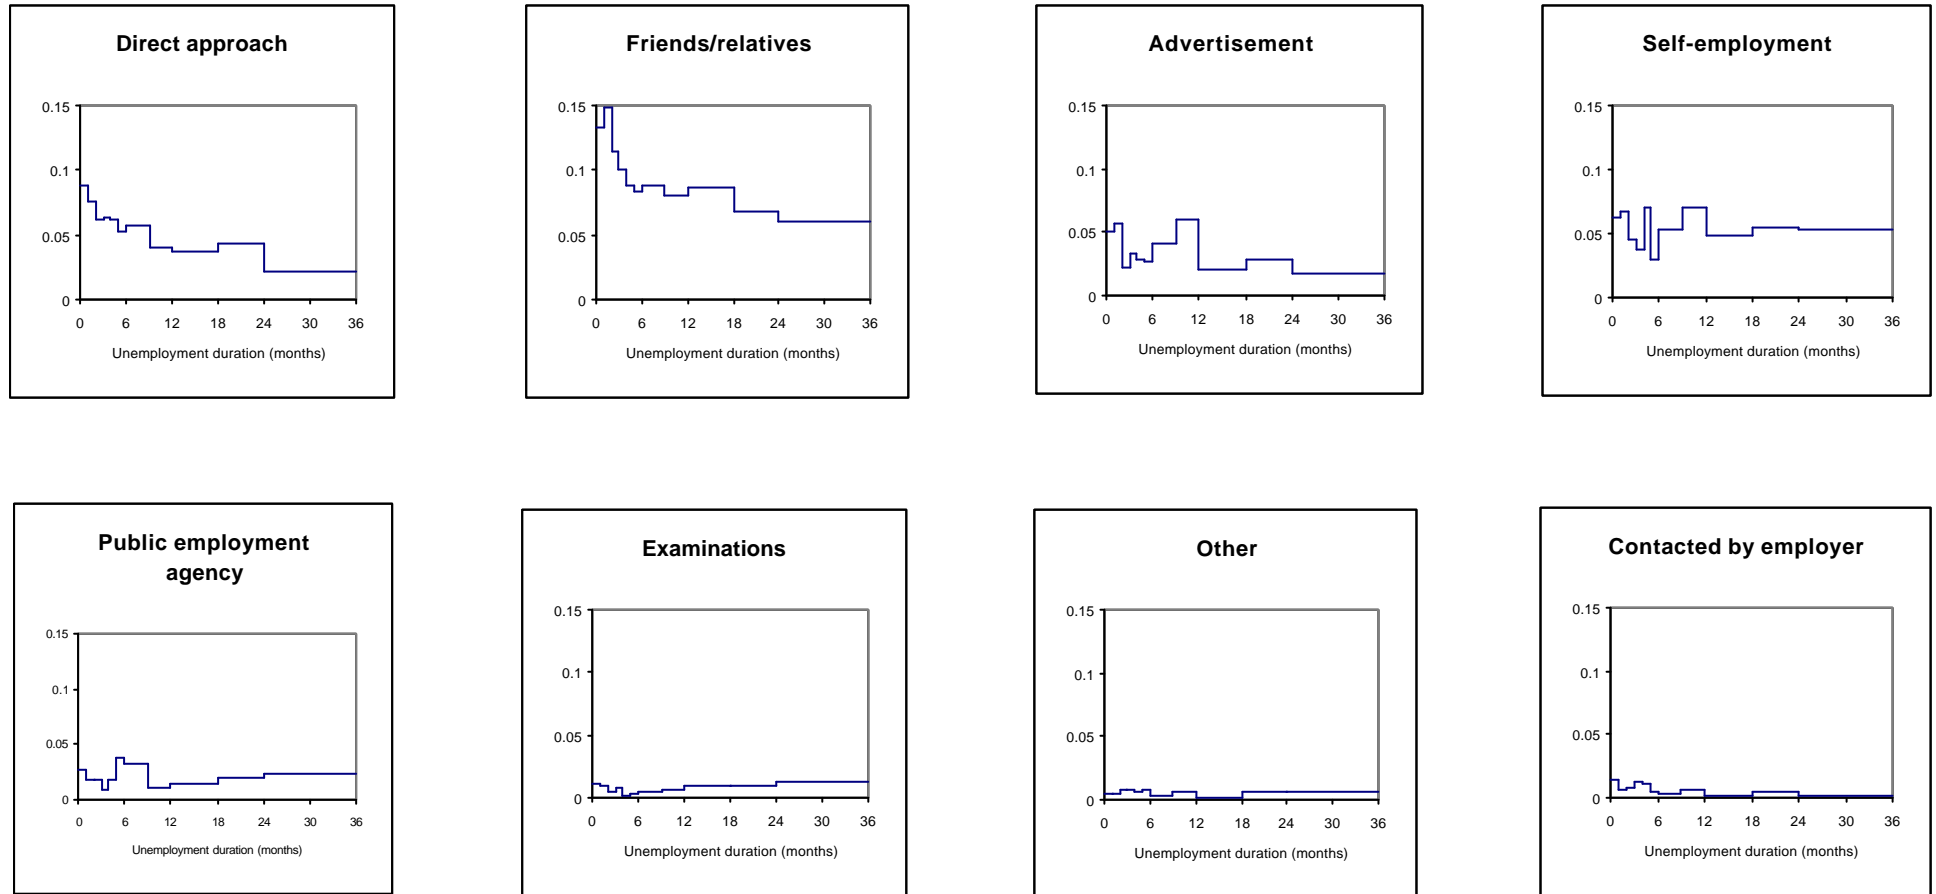 Direct approach
0.15
0.1
0.05
0
0 6 12 18 24 30 36
Unemployment duration (months)
Friends/relatives
0.15
0.1
0.05
0
0 6 12 18 24 30 36
Unemployment duration (months)
Advertisement
0.15
0.1
0.05
0
0 6 12 18 24 30 36
Unemployment duration (months)
Self-employment
0.15
0.1
0.05
0
0 6 12 18 24 30 36
Unemployment duration (months)
Public employment
agency
0.15
0.1
0.05
0
0 6 12 18 24 30 36
Unemployment duration (months)
Examinations
0.15
0.1
0.05
0
0 6 12 18 24 30 36
Unemployment duration (months)
Other
0.15
0.1
0.05
0
0 6 12 18 24 30 36
Unemployment duration (months)
Contacted by employer
0.15
0.1
0.05
0
0 6 12 18 24 30 36
Unemployment duration (months)